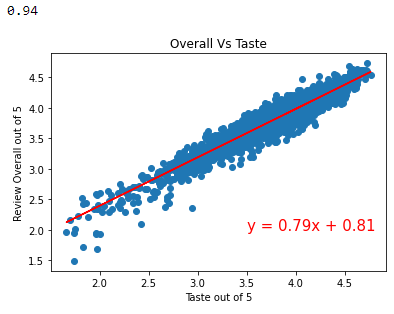 0.94
Overall Vs Taste
Review Overall out of 5
4.5
4.0
3.5
3.0
2.5
2.0
1.5
y = 0.79x + 0.81
2.0 2.5 3.0 3.5 4.0 4.5
Taste out of 5